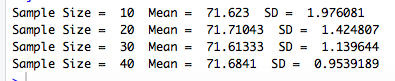 Sample Size =  10  Mean =  71.623  SD =  1.976081
Sample Size =  20  Mean =  71.71043  SD =  1.424807
Sample Size =  30  Mean =  71.61333  SD =  1.139644
Sample Size =  40  Mean =  71.6841  SD =  0.9539189